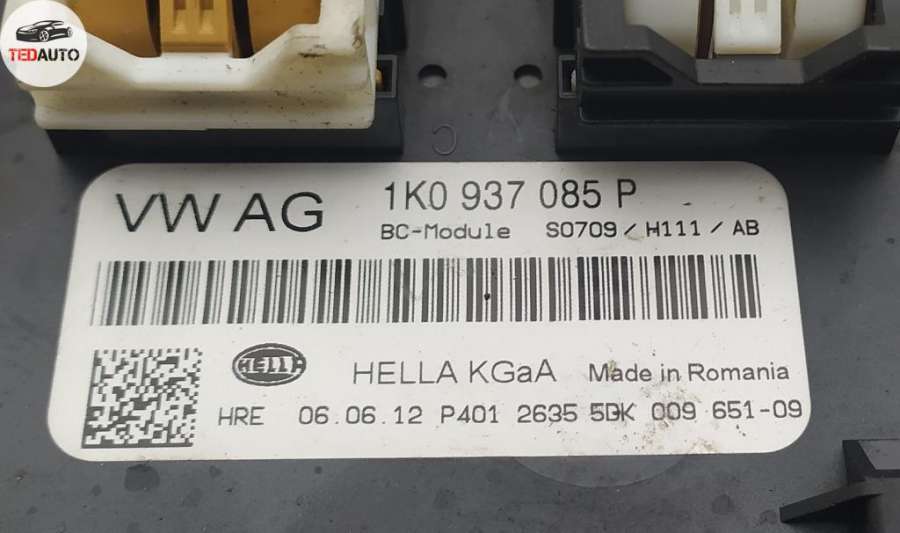 TEDAUTO
VW AG 1K0 937 085 P
BC-Module S0709 / H111 / AB
HELLA HELLA KGaA Made in Romania
HRE 06.06.12 P401 2635 5DK 009 651-09